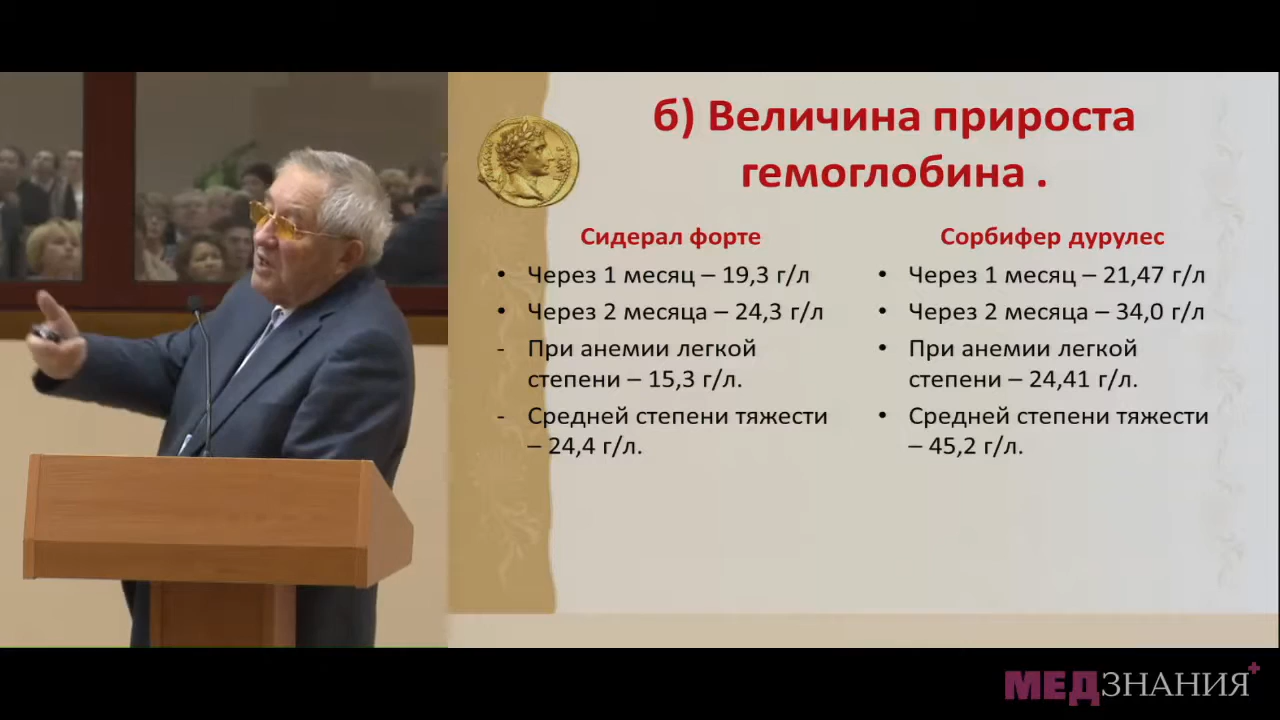 б) Величина прироста
гемоглобина .
Сидерал форте
• Через 1 месяц – 19,3 г/л
• Через 2 месяца – 24,3 г/л
- При анемии легкой
степени – 15,3 г/л.
- Средней степени тяжести
– 24,4 г/л.
Сорбифер дурулес
• Через 1 месяц – 21,47 г/л
• Через 2 месяца – 34,0 г/л
• При анемии легкой
степени – 24,41 г/л.
• Средней степени тяжести
– 45,2 г/л.
МЕДЗНАНИЯ+